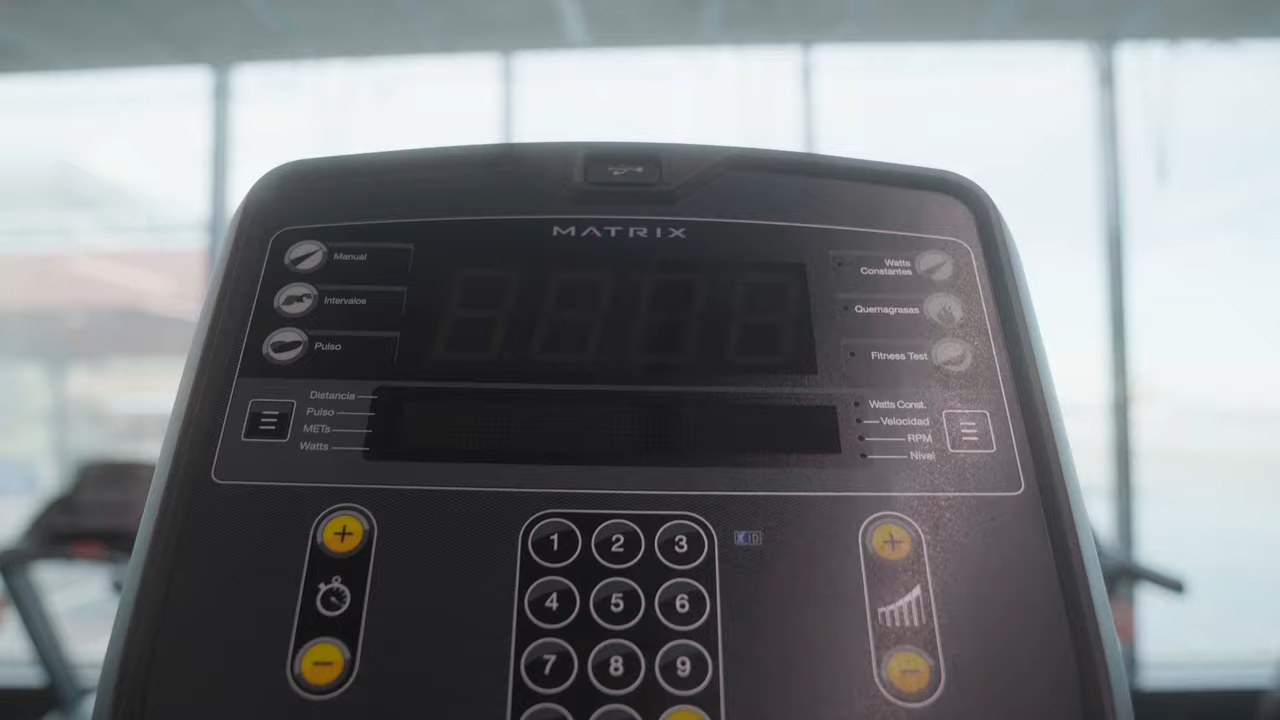 MATRIX
Manual
Intervalos
Pulso
Watts
Constantes
Quemagrasas
Fitness Test
Distancia
Pulso
METs
Watts
Watts Const.
Velocidad
RPM
Nivel
1 2 3
4 5 6
7 8 9